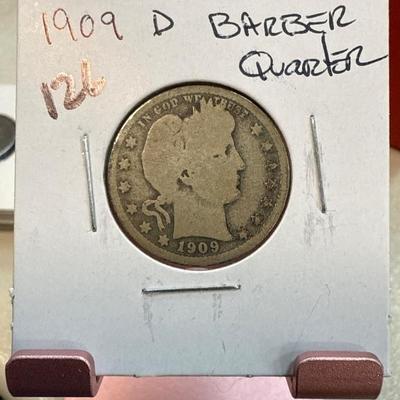 1909 D BARBER
QUARTER
126
IN GOD WE TRUST
1909